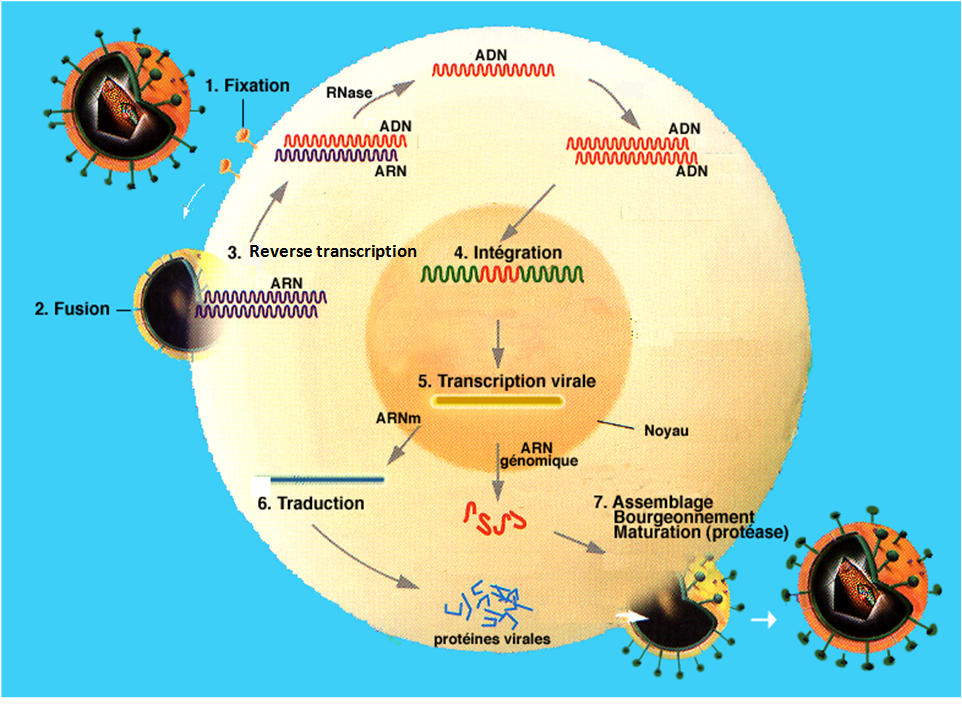 ADN
1. Fixation
RNase
ADN
ARN
ADN
ADN
3. Reverse transcription
4. Intégration
ARN
2. Fusion
5. Transcription virale
ARNm
Noyau
ARN
génomique
6. Traduction
7. Assemblage
Bourgeonnement
Maturation (protéase)
protéines virales